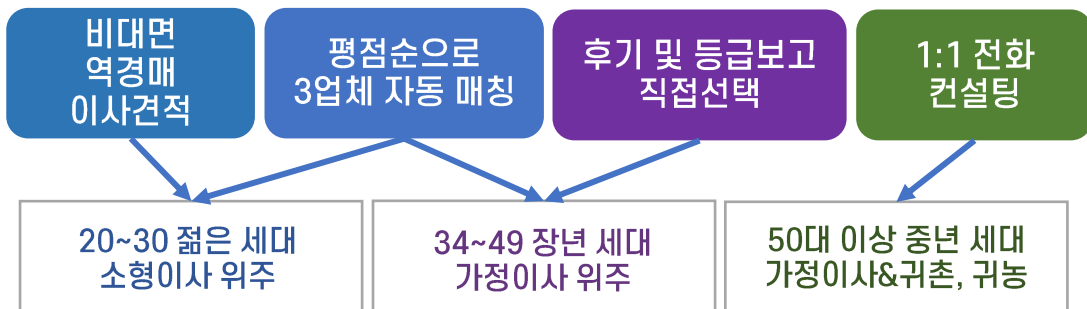 비대면
역경매
이사견적
평점순으로
3업체 자동 매칭
후기 및 등급보고
직접선택
1:1 전화
컨설팅
20~30 젊은 세대
소형이사 위주
34~49 장년 세대
가정이사 위주
50대 이상 중년 세대
가정이사&귀촌, 귀농